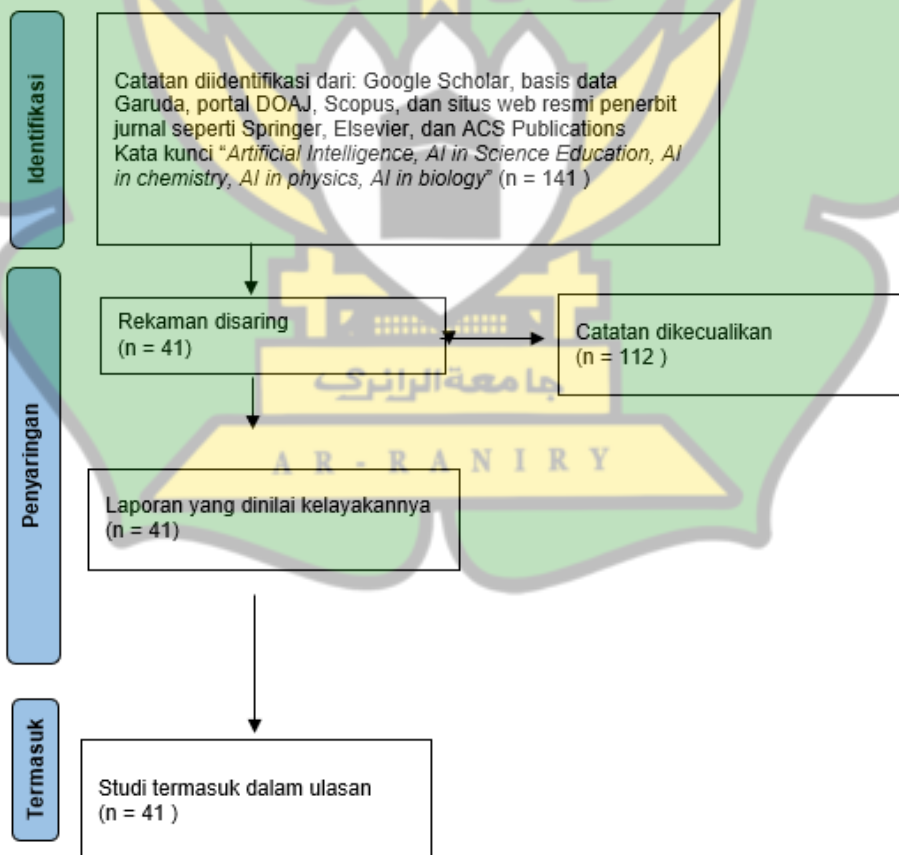 Identifikasi
Catatan diidentifikasi dari: Google Scholar, basis data
Garuda, portal DOAJ, Scopus, dan situs web resmi penerbit
jurnal seperti Springer, Elsevier, dan ACS Publications
Kata kunci “Artificial Intelligence, AI in Science Education, AI
in chemistry, AI in physics, AI in biology” (n = 141 )
Penyaringan
Rekaman disaring
(n = 41)
Catatan dikecualikan
(n = 112 )
جامعة الرانري
A R - R A N I R Y
Laporan yang dinilai kelayakannya
(n = 41)
Termasuk
Studi termasuk dalam ulasan
(n = 41 )